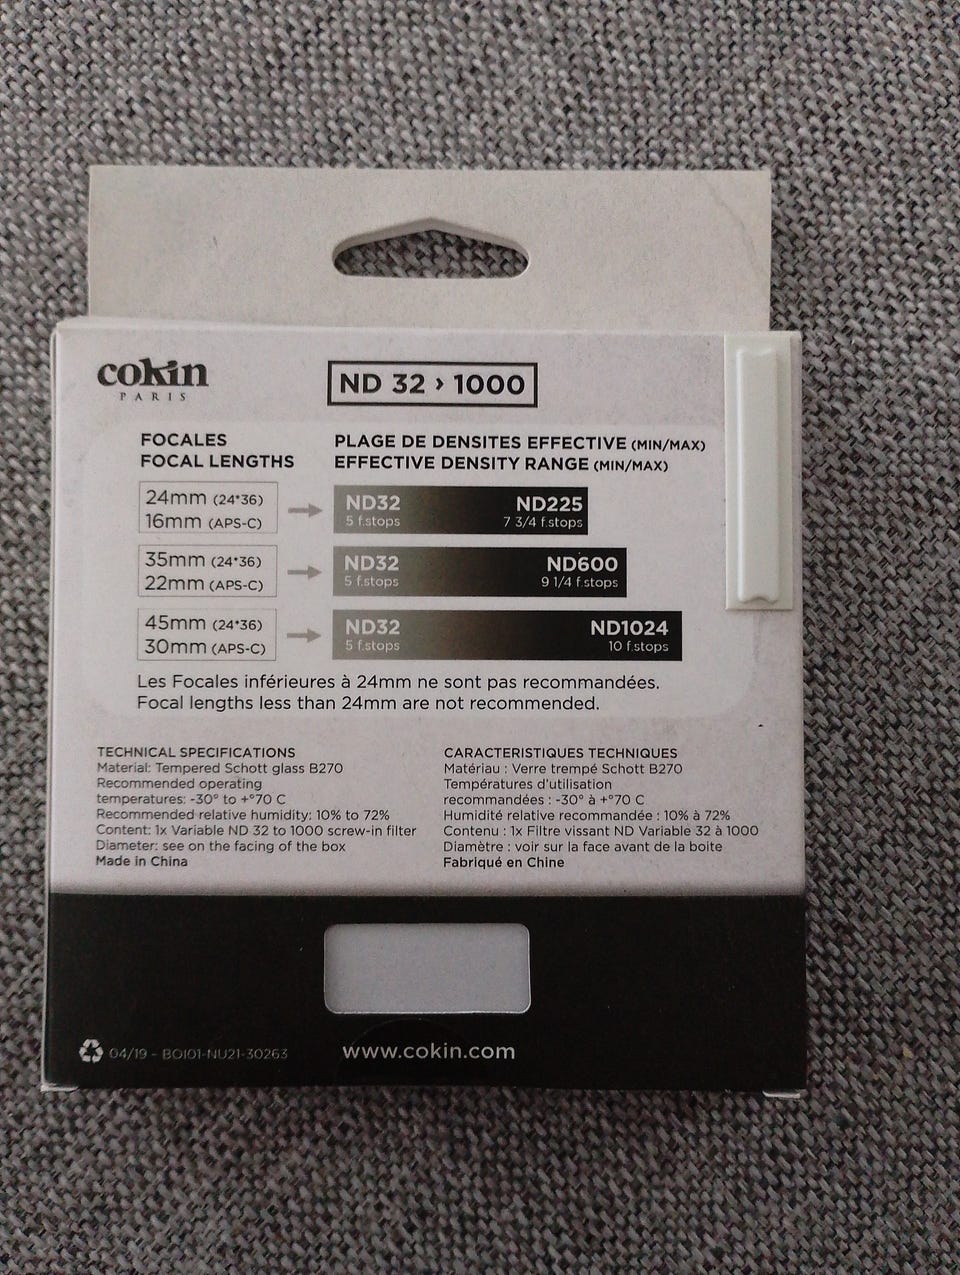 cokin
PARIS
ND 32 › 1000
FOCALES
FOCAL LENGTHS
PLAGE DE DENSITES EFFECTIVE (MIN/MAX)
EFFECTIVE DENSITY RANGE (MIN/MAX)
24mm (24*36)
16mm (APS-C)
ND32 ND225
5 f.stops 7 3/4 f.stops
35mm (24*36)
22mm (APS-C)
ND32 ND600
5 f.stops 9 1/4 f.stops
45mm (24*36)
30mm (APS-C)
ND32 ND1024
5 f.stops 10 f.stops
Les Focales inférieures à 24mm ne sont pas recommandées.
Focal lengths less than 24mm are not recommended.
TECHNICAL SPECIFICATIONS
Material: Tempered Schott glass B270
Recommended operating
temperatures: -30° to +°70 C
Recommended relative humidity: 10% to 72%
Content: 1x Variable ND 32 to 1000 screw-in filter
Diameter: see on the facing of the box
Made in China
CARACTERISTIQUES TECHNIQUES
Matériau : Verre trempé Schott B270
Températures d'utilisation
recommandées : -30° à +°70 C
Humidité relative recommandée : 10% à 72%
Contenu : 1x Filtre vissant ND Variable 32 à 1000
Diamètre : voir sur la face avant de la boite
Fabriqué en Chine
04/19 - BOI01-NU21-30263
www.cokin.com